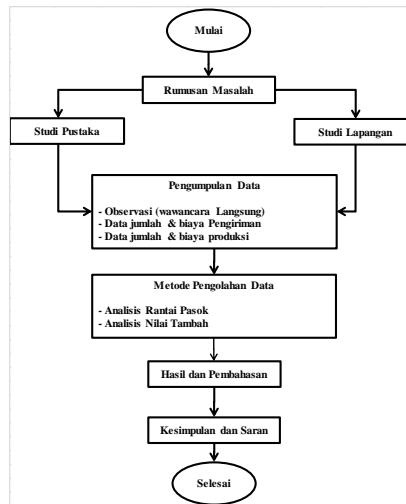 Mulai
Rumusan Masalah
Studi Pustaka
Studi Lapangan
Pengumpulan Data
- Observasi (wawancara Langsung)
- Data jumlah & biaya Pengiriman
- Data jumlah & biaya produksi
Metode Pengolahan Data
- Analisis Rantai Pasok
- Analisis Nilai Tambah
Hasil dan Pembahasan
Kesimpulan dan Saran
Selesai